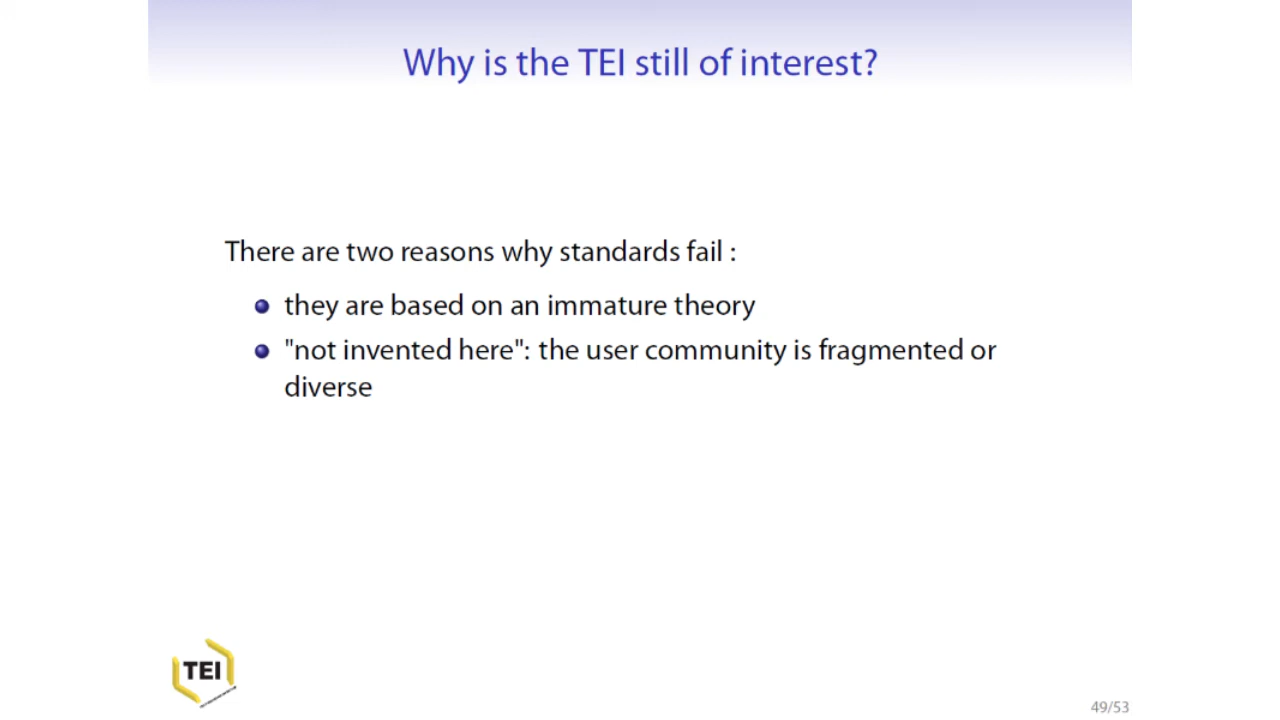 Why is the TEI still of interest?
There are two reasons why standards fail :
they are based on an immature theory
"not invented here": the user community is fragmented or
diverse
TEI
49/53